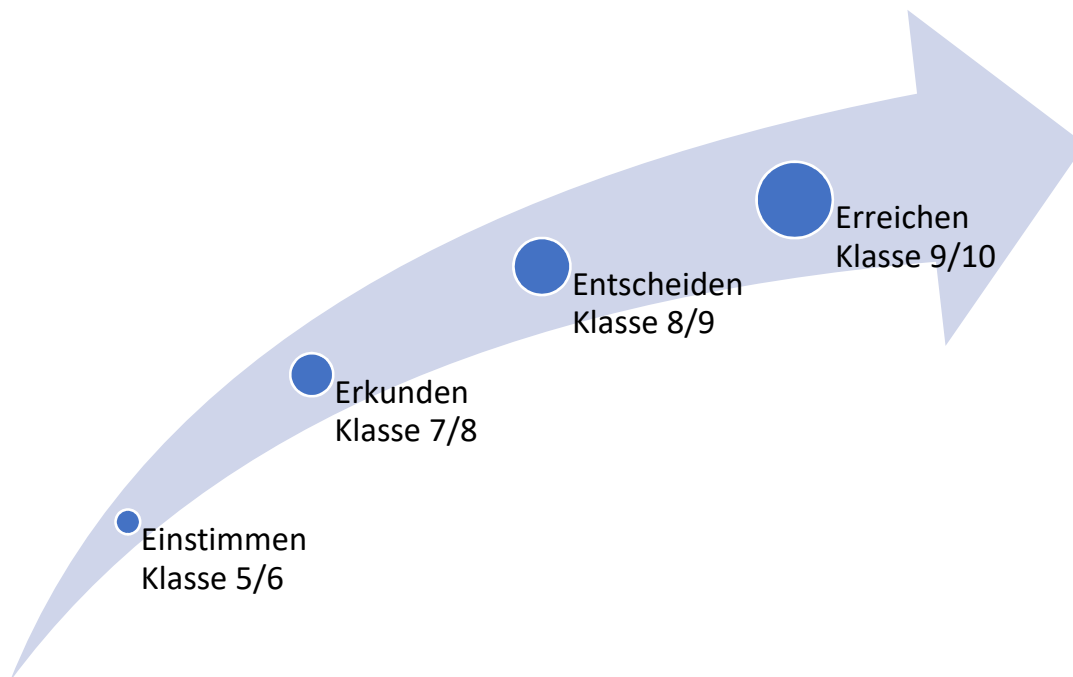 Erreichen
Klasse 9/10
Entscheiden
Klasse 8/9
Erkunden
Klasse 7/8
Einstimmen
Klasse 5/6